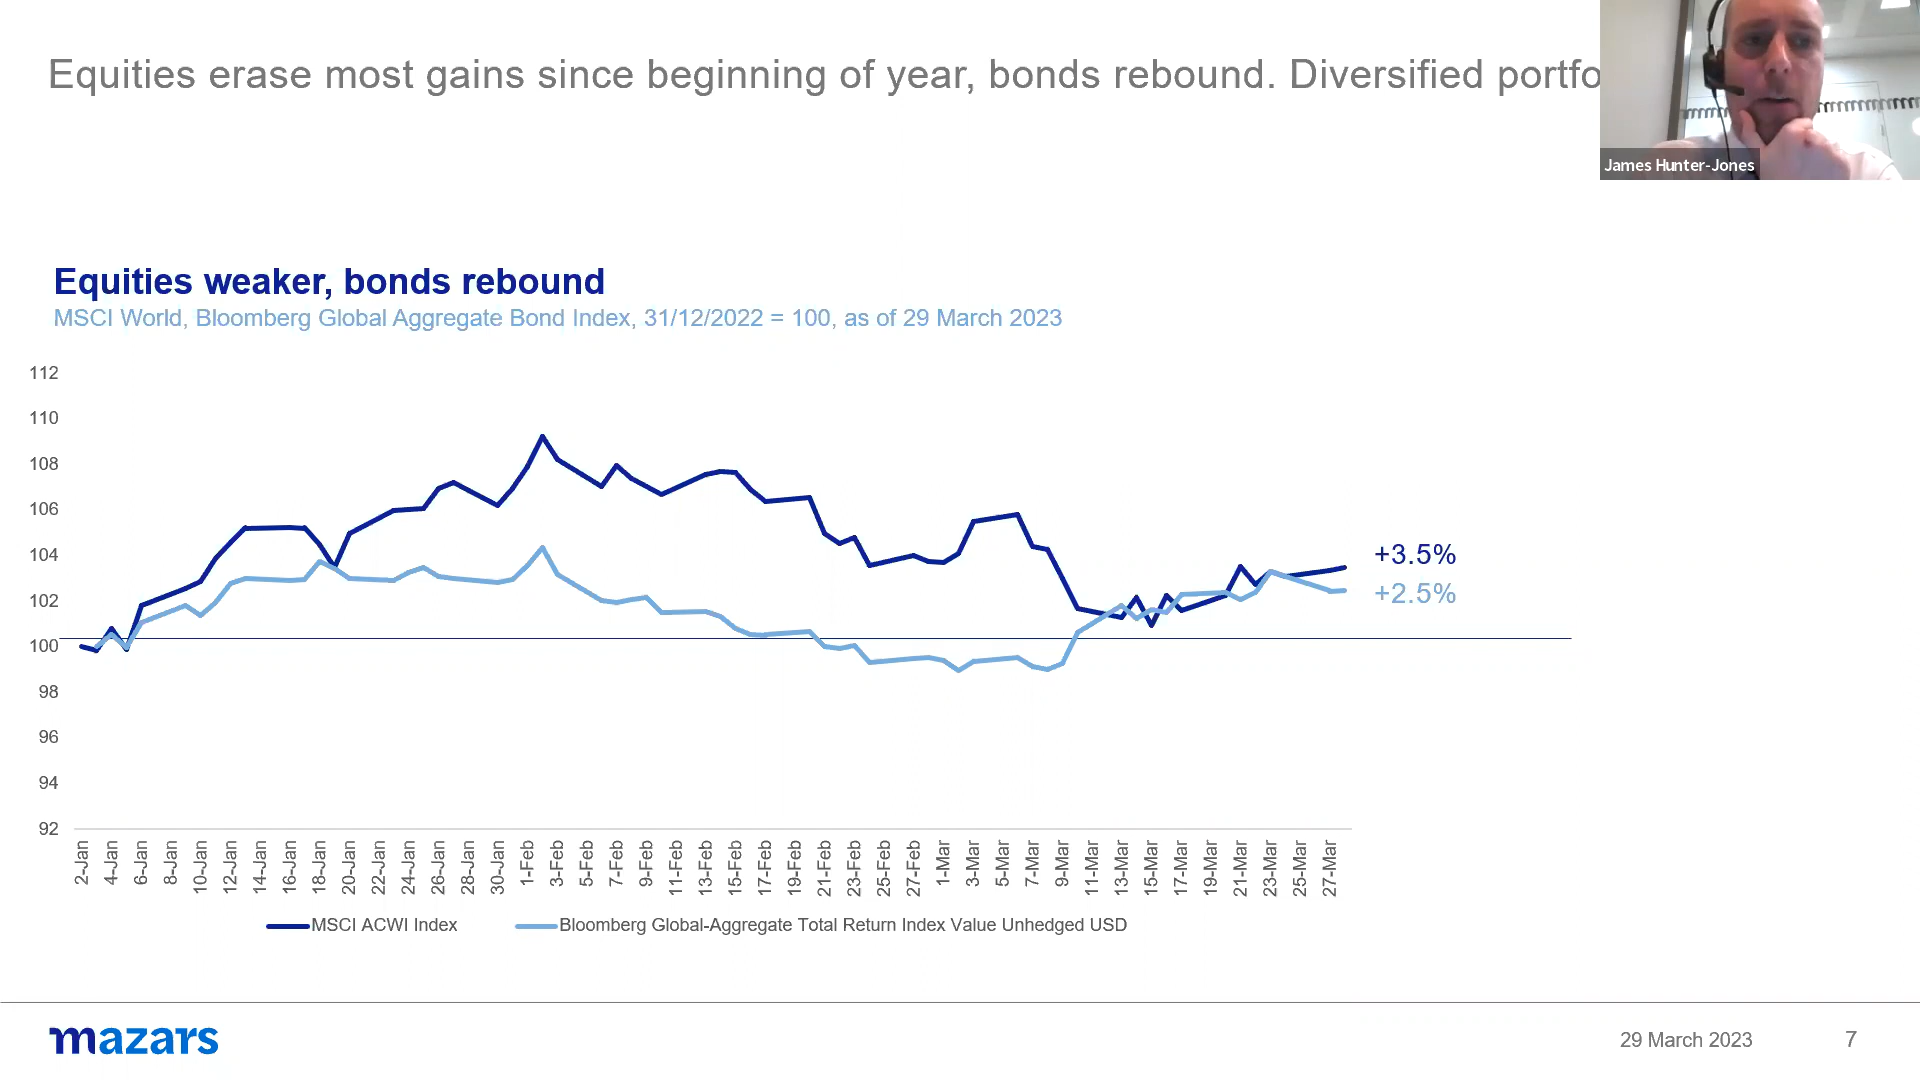 Equities erase most gains since beginning of year, bonds rebound. Diversified portfo
James Hunter-Jones
Equities weaker, bonds rebound
MSCI World, Bloomberg Global Aggregate Bond Index, 31/12/2022 = 100, as of 29 March 2023
112
110
108
106
104
102
100
98
96
94
92
+3.5%
+2.5%
2-Jan
4-Jan
6-Jan
8-Jan
10-Jan
12-Jan
14-Jan
16-Jan
18-Jan
20-Jan
22-Jan
24-Jan
26-Jan
28-Jan
30-Jan
1-Feb
3-Feb
5-Feb
7-Feb
9-Feb
11-Feb
13-Feb
15-Feb
17-Feb
19-Feb
21-Feb
23-Feb
25-Feb
27-Feb
1-Mar
3-Mar
5-Mar
7-Mar
9-Mar
11-Mar
13-Mar
15-Mar
17-Mar
19-Mar
21-Mar
23-Mar
25-Mar
27-Mar
MSCI ACWI Index
Bloomberg Global-Aggregate Total Return Index Value Unhedged USD
mazars
29 March 2023
7